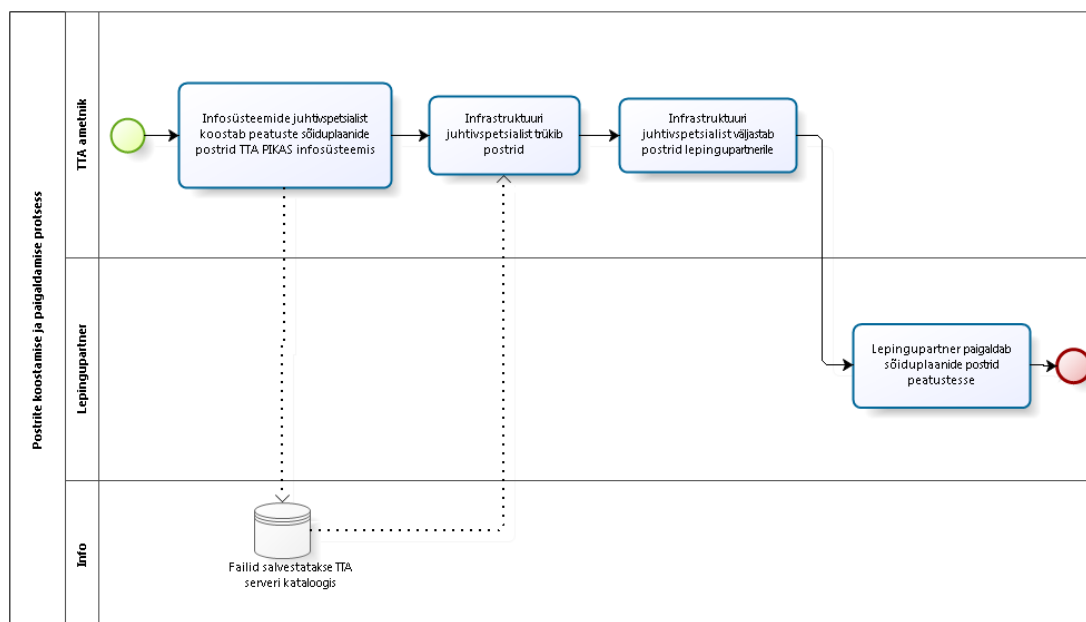 Postrite koostamise ja paigaldamise protsess
TTA ametnik
Infosüsteemide juhtivspetsialist
koostab peatuste sõiduplaanide
postrid TTA PIKAS infosüsteemis
Infrastruktuuri
juhtivspetsialist trükib
postrid
Infrastruktuuri
juhtivspetsialist väljastab
postrid lepingupartnerile
Lepingupartner
Lepingupartner paigaldab
sõiduplaanide postrid
peatustesse
Info
Failid salvestatakse TTA
serveri kataloogis